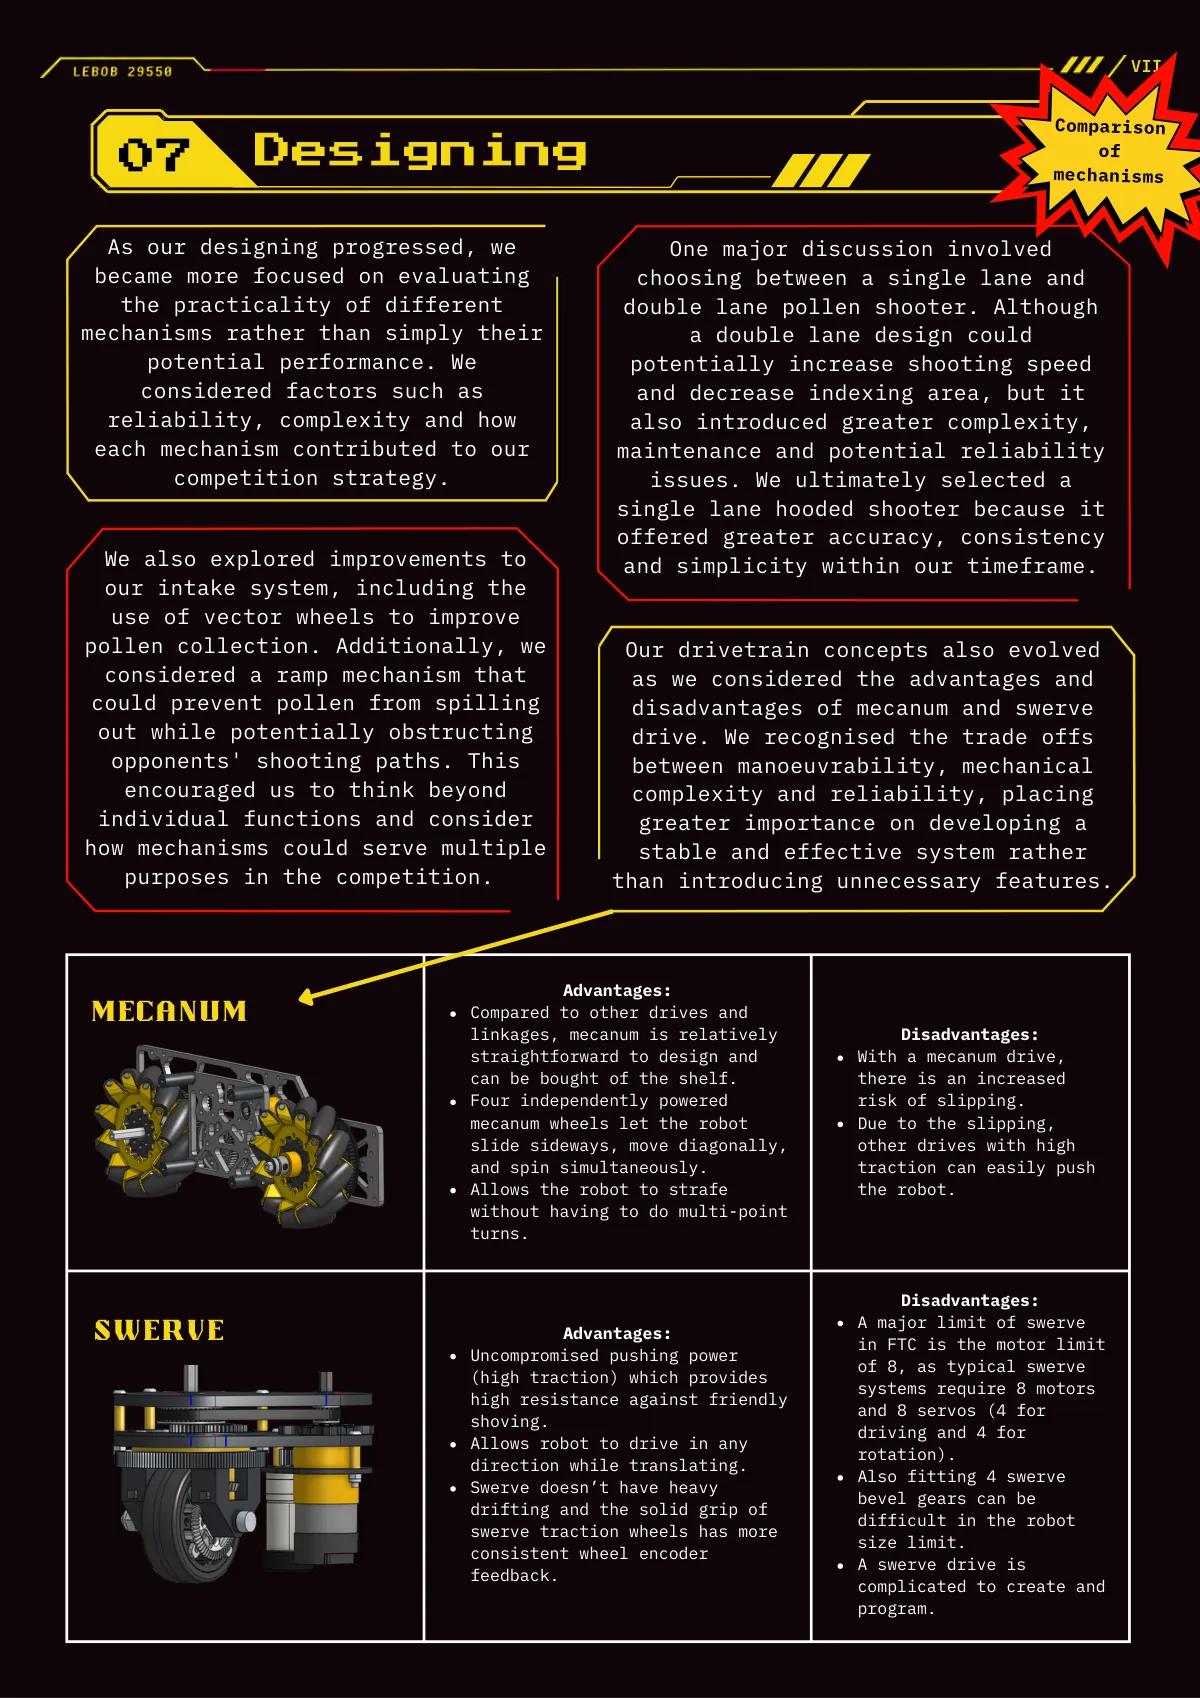 LEBOB 29550
VII
Comparison
of
mechanisms
07
Designing
As our designing progressed, we
became more focused on evaluating
the practicality of different
mechanisms rather than simply their
potential performance. We
considered factors such as
reliability, complexity and how
each mechanism contributed to our
competition strategy.
We also explored improvements to
our intake system, including the
use of vector wheels to improve
pollen collection. Additionally, we
considered a ramp mechanism that
could prevent pollen from spilling
out while potentially obstructing
opponents' shooting paths. This
encouraged us to think beyond
individual functions and consider
how mechanisms could serve multiple
purposes in the competition.
One major discussion involved
choosing between a single lane and
double lane pollen shooter. Although
a double lane design could
potentially increase shooting speed
and decrease indexing area, but it
also introduced greater complexity,
maintenance and potential reliability
issues. We ultimately selected a
single lane hooded shooter because it
offered greater accuracy, consistency
and simplicity within our timeframe.
Our drivetrain concepts also evolved
as we considered the advantages and
disadvantages of mecanum and swerve
drive. We recognised the trade offs
between manoeuvrability, mechanical
complexity and reliability, placing
greater importance on developing a
stable and effective system rather
than introducing unnecessary features.
MECANUM
Advantages:
• Compared to other drives and
linkages, mecanum is relatively
straightforward to design and
can be bought of the shelf.
• Four independently powered
mecanum wheels let the robot
slide sideways, move diagonally,
and spin simultaneously.
• Allows the robot to strafe
without having to do multi-point
turns.
Disadvantages:
• With a mecanum drive,
there is an increased
risk of slipping.
• Due to the slipping,
other drives with high
traction can easily push
the robot.
SWERVE
Advantages:
• Uncompromised pushing power
(high traction) which provides
high resistance against friendly
shoving.
• Allows robot to drive in any
direction while translating.
• Swerve doesn’t have heavy
drifting and the solid grip of
swerve traction wheels has more
consistent wheel encoder
feedback.
Disadvantages:
• A major limit of swerve
in FTC is the motor limit
of 8, as typical swerve
systems require 8 motors
and 8 servos (4 for
driving and 4 for
rotation).
• Also fitting 4 swerve
bevel gears can be
difficult in the robot
size limit.
• A swerve drive is
complicated to create and
program.